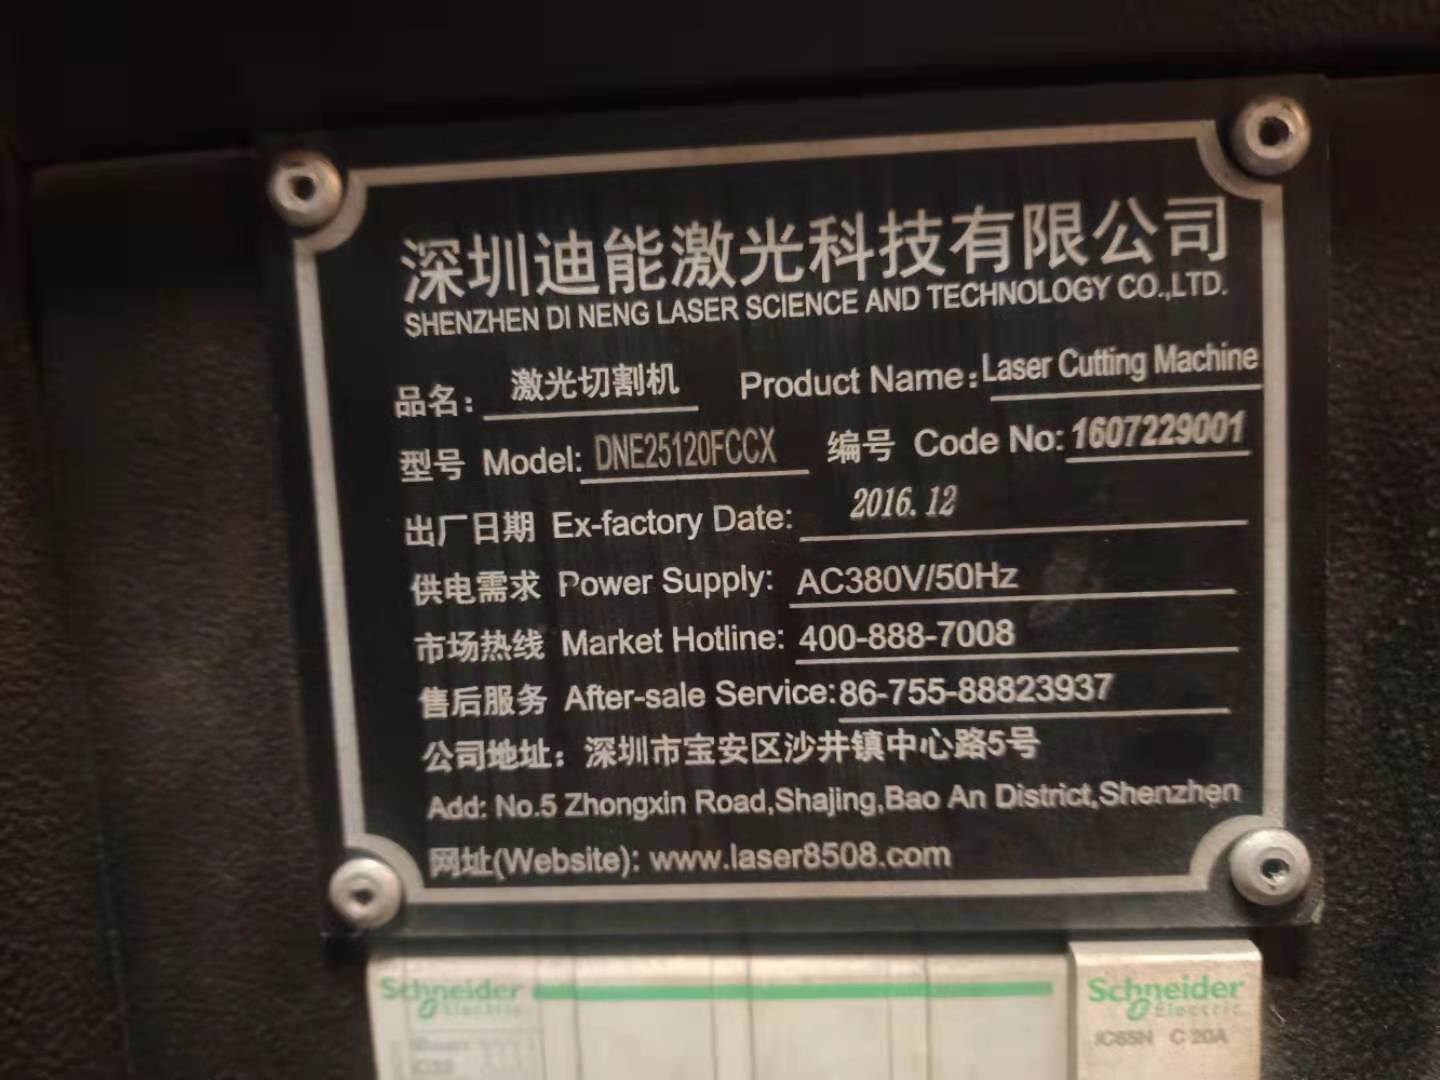 深圳迪能激光科技有限公司
SHENZHEN DI NENG LASER SCIENCE AND TECHNOLOGY CO.,LTD.
品名: 激光切割机 Product Name: Laser Cutting Machine
型号 Model: DNE25120FCCX 编号 Code No: 1607229001
出厂日期 Ex-factory Date: 2016.12
供电需求 Power Supply: AC380V/50Hz
市场热线 Market Hotline: 400-888-7008
售后服务 After-sale Service: 86-755-88823937
公司地址: 深圳市宝安区沙井镇中心路5号
Add: No.5 Zhongxin Road,Shajing,Bao An District,Shenzhen
网址(Website): www.laser8508.com
Schneider Electric Schneider Electric
iC65N C 20A